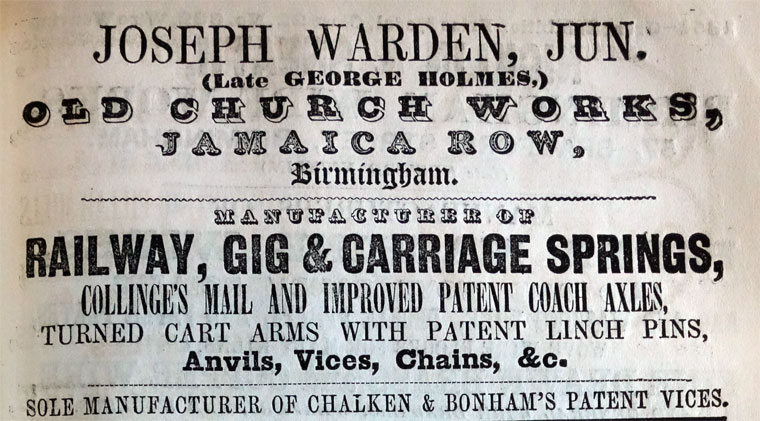 JOSEPH WARDEN, JUN.
(Late GEORGE HOLMES,)
OLD CHURCH WORKS,
JAMAICA ROW,
Birmingham.
MANUFACTURER OF
RAILWAY, GIG & CARRIAGE SPRINGS,
COLLINGE'S MAIL AND IMPROVED PATENT COACH AXLES,
TURNED CART ARMS WITH PATENT LINCH PINS,
Anvils, Vices, Chains, &c.
SOLE MANUFACTURER OF CHALKEN & BONHAM'S PATENT VICES.